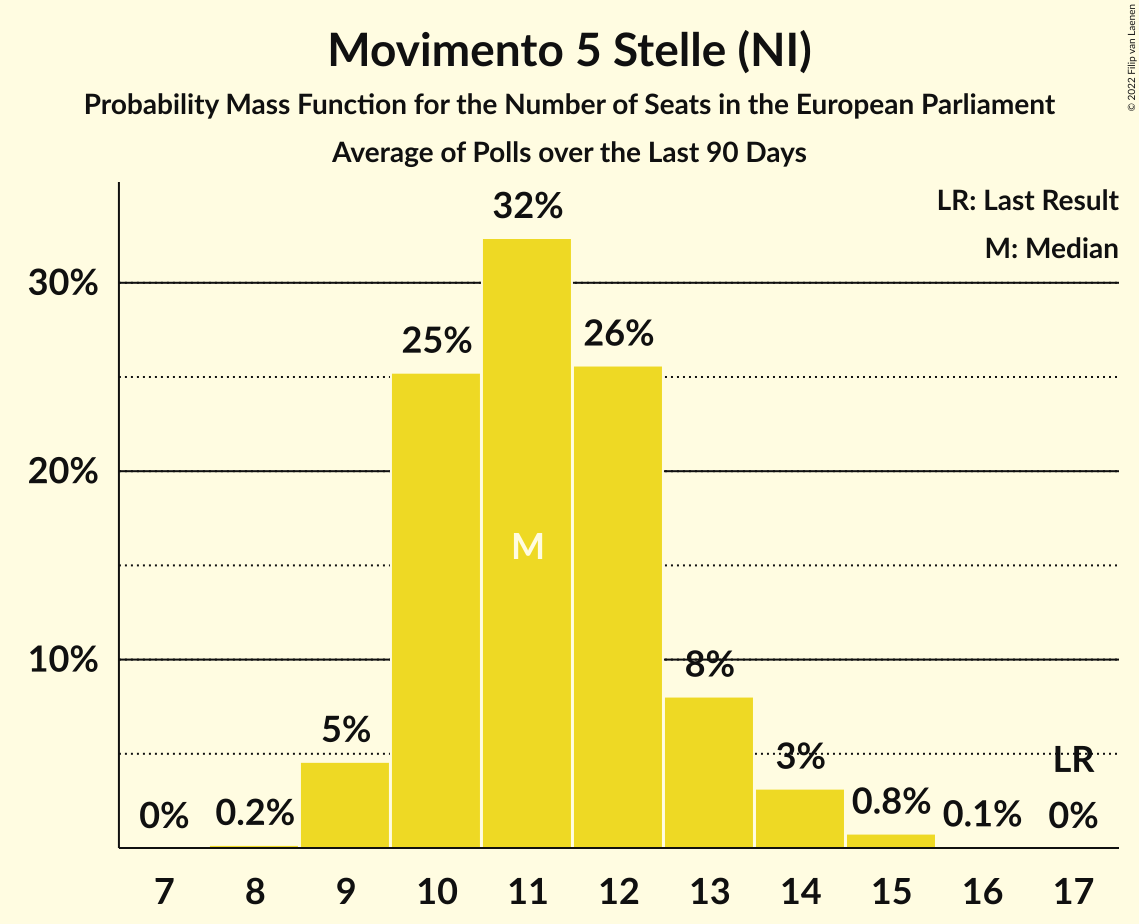 Movimento 5 Stelle (NI)
Probability Mass Function for the Number of Seats in the European Parliament
Average of Polls over the Last 90 Days
© 2022 Filip van Laenen
LR: Last Result
M: Median
30%
20%
10%
0%
0.2%
5%
25%
32%
M
26%
8%
3%
0.8%
0.1%
LR
0%
7 8 9 10 11 12 13 14 15 16 17